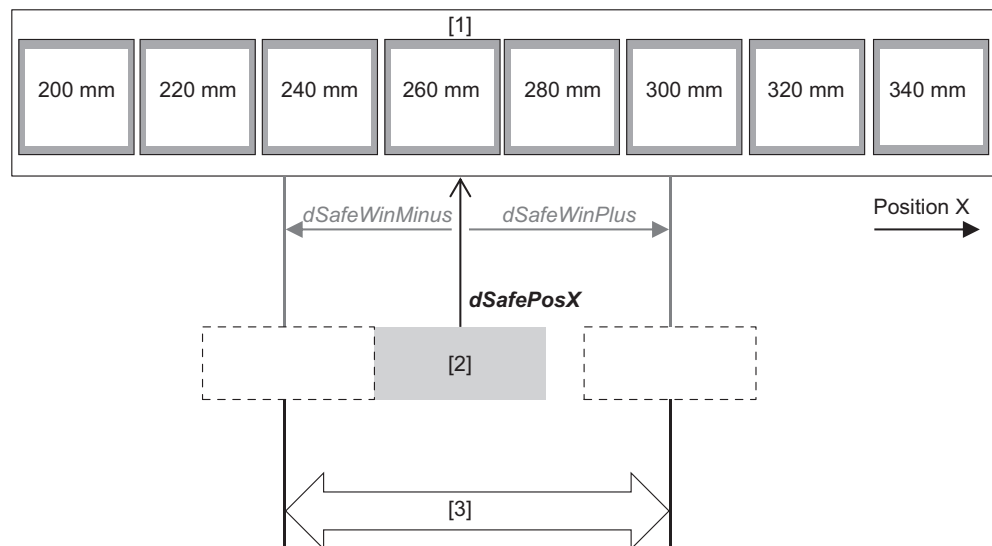 [1]
200 mm 220 mm 240 mm 260 mm 280 mm 300 mm 320 mm 340 mm
dSafeWinMinus dSafeWinPlus Position X
dSafePosX
[2]
[3]